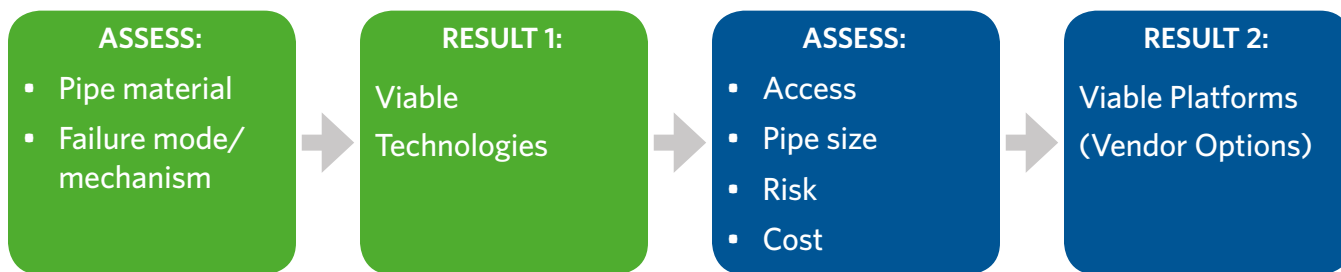 ASSESS:
• Pipe material
• Failure mode/
mechanism
RESULT 1:
Viable
Technologies
ASSESS:
• Access
• Pipe size
• Risk
• Cost
RESULT 2:
Viable Platforms
(Vendor Options)